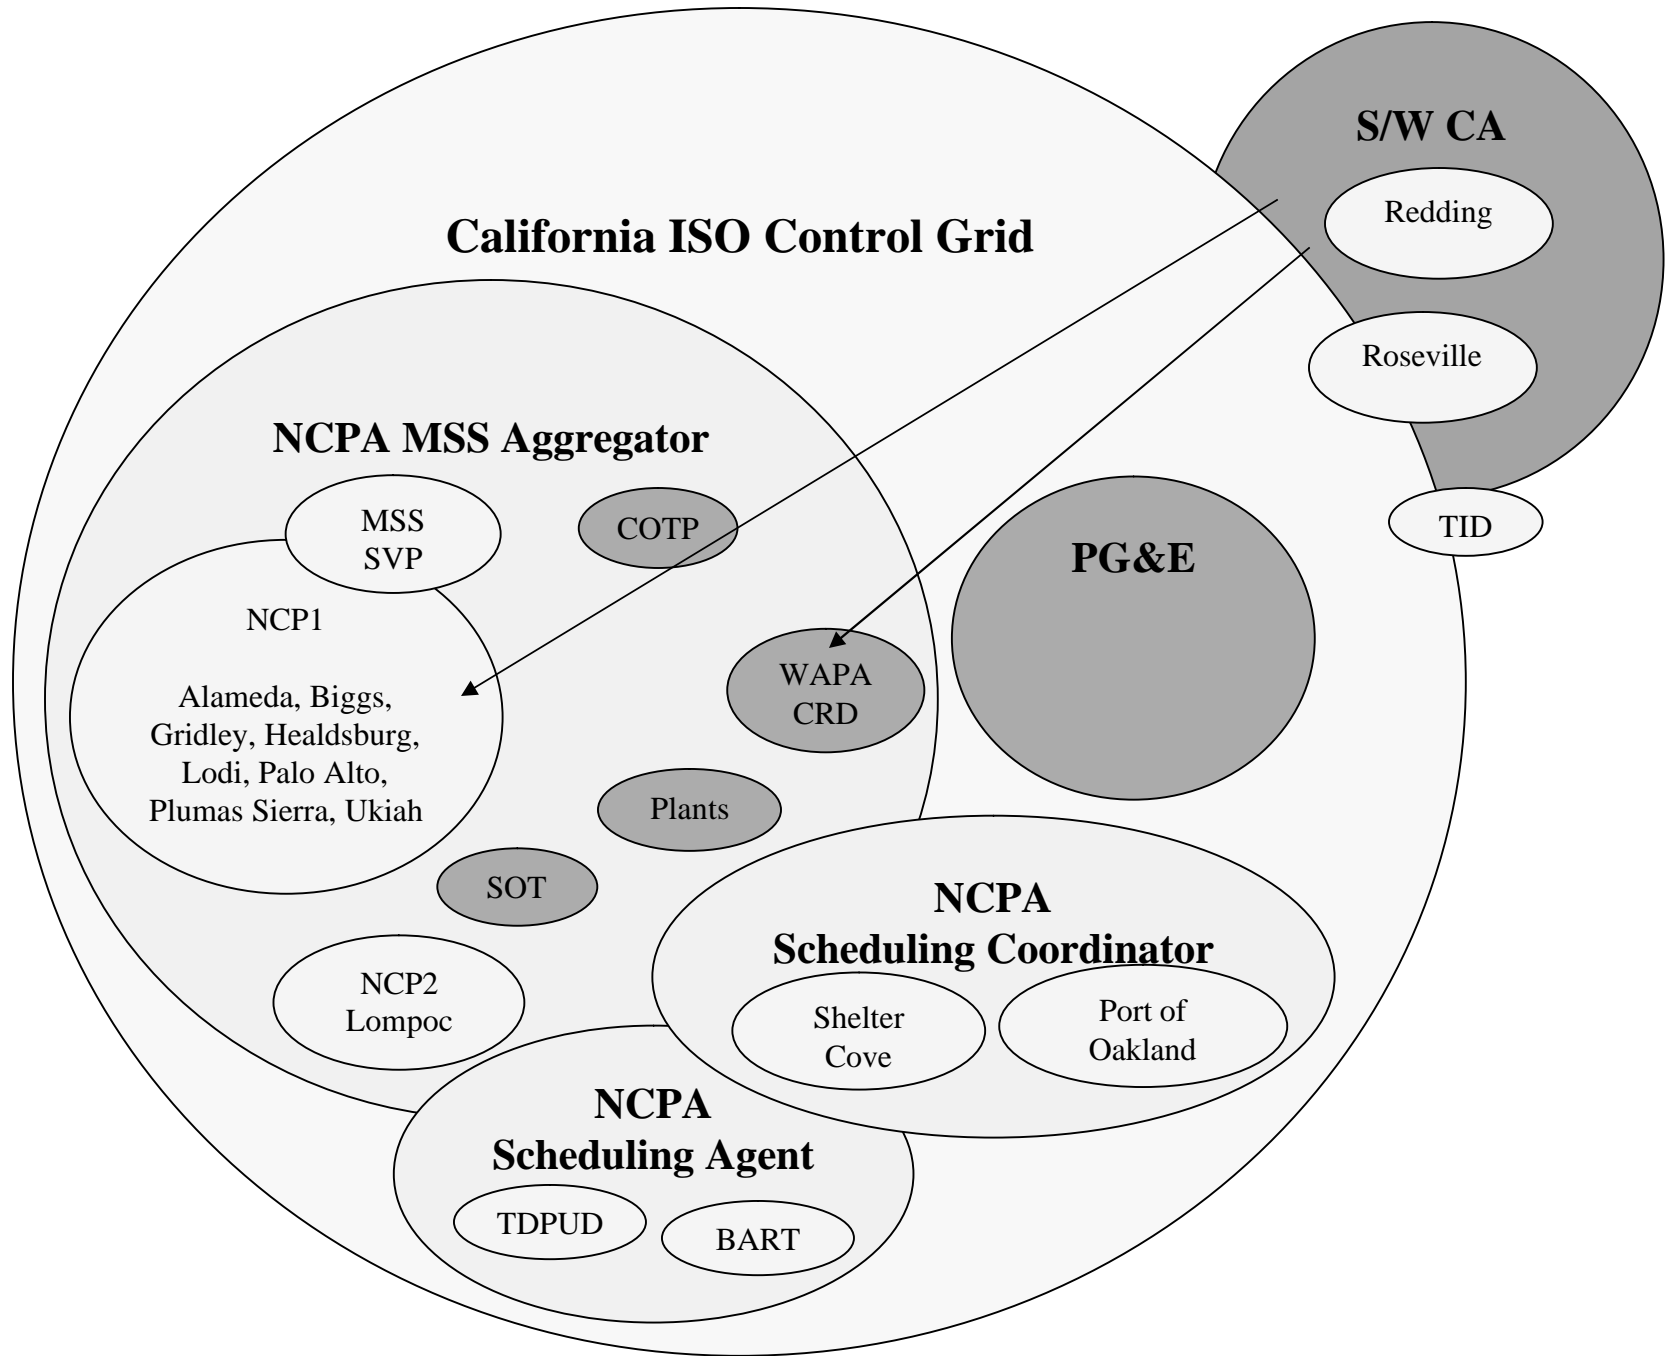 S/W CA
Redding
California ISO Control Grid
Roseville
NCPA MSS Aggregator
MSS
SVP
COTP
TID
PG&E
NCP1
WAPA
CRD
Alameda, Biggs,
Gridley, Healdsburg,
Lodi, Palo Alto,
Plumas Sierra, Ukiah
Plants
SOT
NCPA
Scheduling Coordinator
NCP2
Lompoc
Shelter
Cove
Port of
Oakland
NCPA
Scheduling Agent
TDPUD
BART